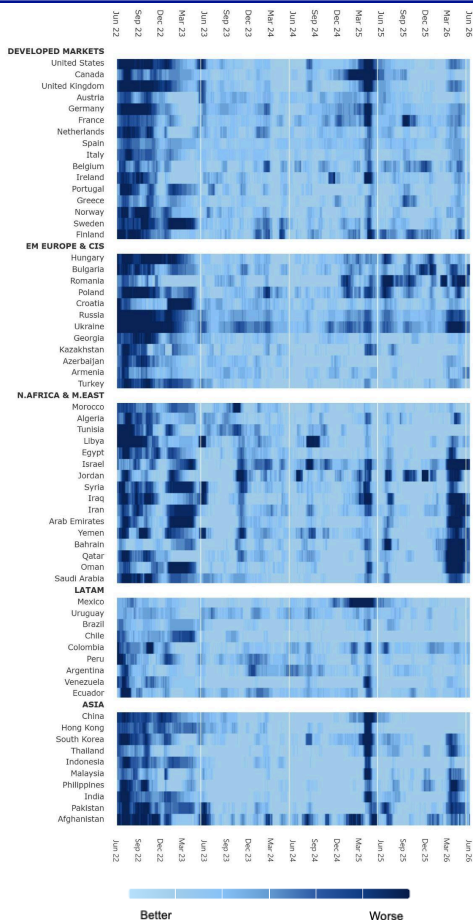 Jun 22 Sep 22 Dec 22 Mar 23 Jun 23 Sep 23 Dec 23 Mar 24 Jun 24 Sep 24 Dec 24 Mar 25 Jun 25 Sep 25 Dec 25 Mar 26 Jun 26
DEVELOPED MARKETS
United States
Canada
United Kingdom
Austria
Germany
France
Netherlands
Spain
Italy
Belgium
Ireland
Portugal
Greece
Norway
Sweden
Finland
EM EUROPE & CIS
Hungary
Bulgaria
Romania
Poland
Croatia
Russia
Ukraine
Georgia
Kazakhstan
Azerbaijan
Armenia
Turkey
N.AFRICA & M.EAST
Morocco
Algeria
Tunisia
Libya
Egypt
Israel
Jordan
Syria
Iraq
Iran
Arab Emirates
Yemen
Bahrain
Qatar
Oman
Saudi Arabia
LATAM
Mexico
Uruguay
Brazil
Chile
Colombia
Peru
Argentina
Venezuela
Ecuador
ASIA
China
Hong Kong
South Korea
Thailand
Indonesia
Malaysia
Philippines
India
Pakistan
Afghanistan
Jun 22 Sep 22 Dec 22 Mar 23 Jun 23 Sep 23 Dec 23 Mar 24 Jun 24 Sep 24 Dec 24 Mar 25 Jun 25 Sep 25 Dec 25 Mar 26 Jun 26
Better Worse